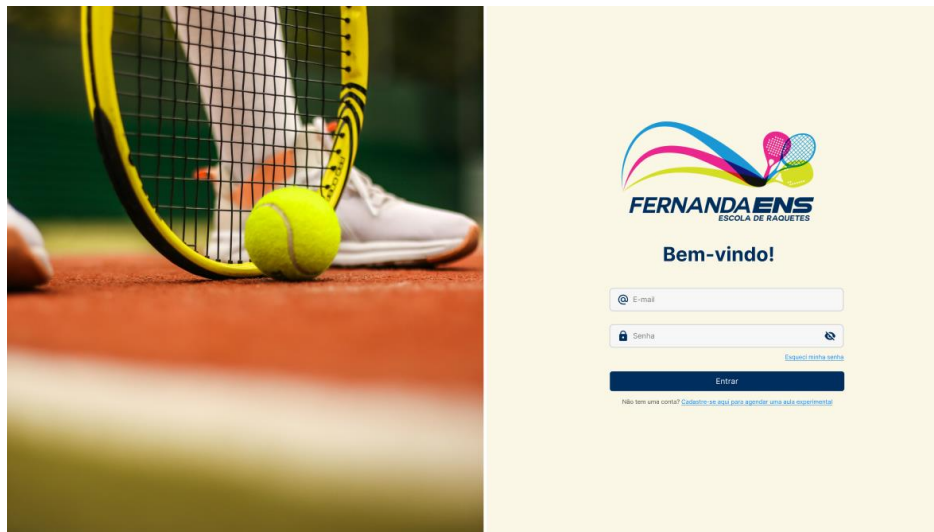 FERNANDAENS
ESCOLA DE RAQUETES
Bem-vindo!
E-mail
Senha
Esqueci minha senha
Entrar
Não tem uma conta? Cadastre-se aqui para agendar uma aula experimental